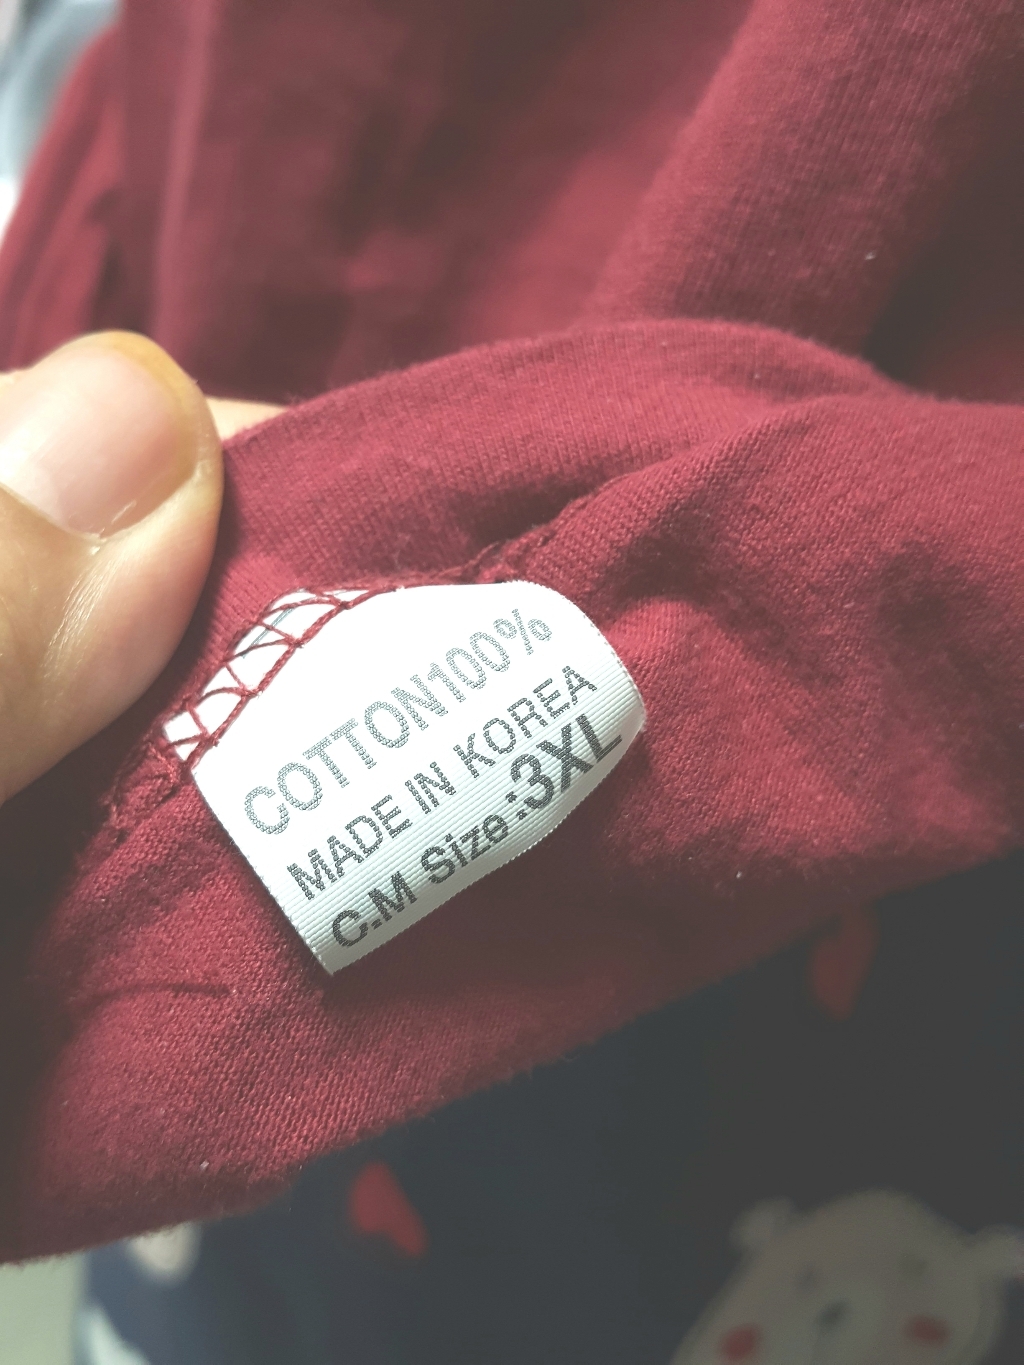 COTTON100%
MADE IN KOREA
C.M Size :3XL